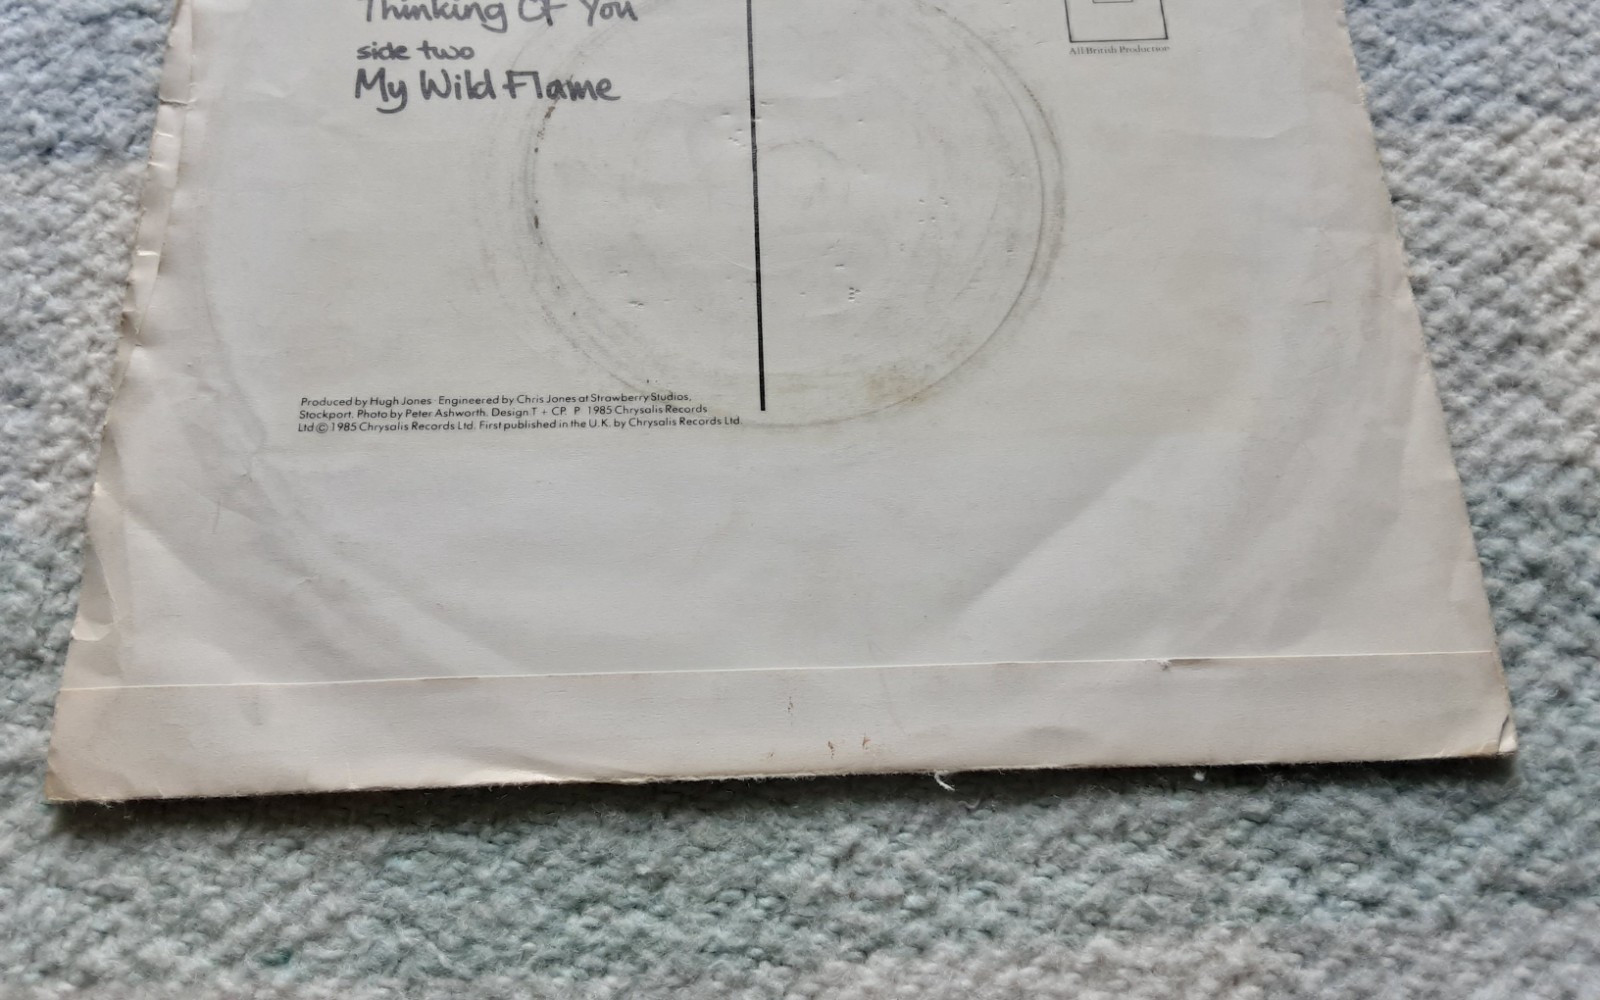 Thinking Of You
side two
My Wild Flame
All British Production
Produced by Hugh Jones · Engineered by Chris Jones at Strawberry Studios,
Stockport. Photo by Peter Ashworth. Design T + CP. P 1985 Chrysalis Records
Ltd © 1985 Chrysalis Records Ltd. First published in the U.K. by Chrysalis Records Ltd.